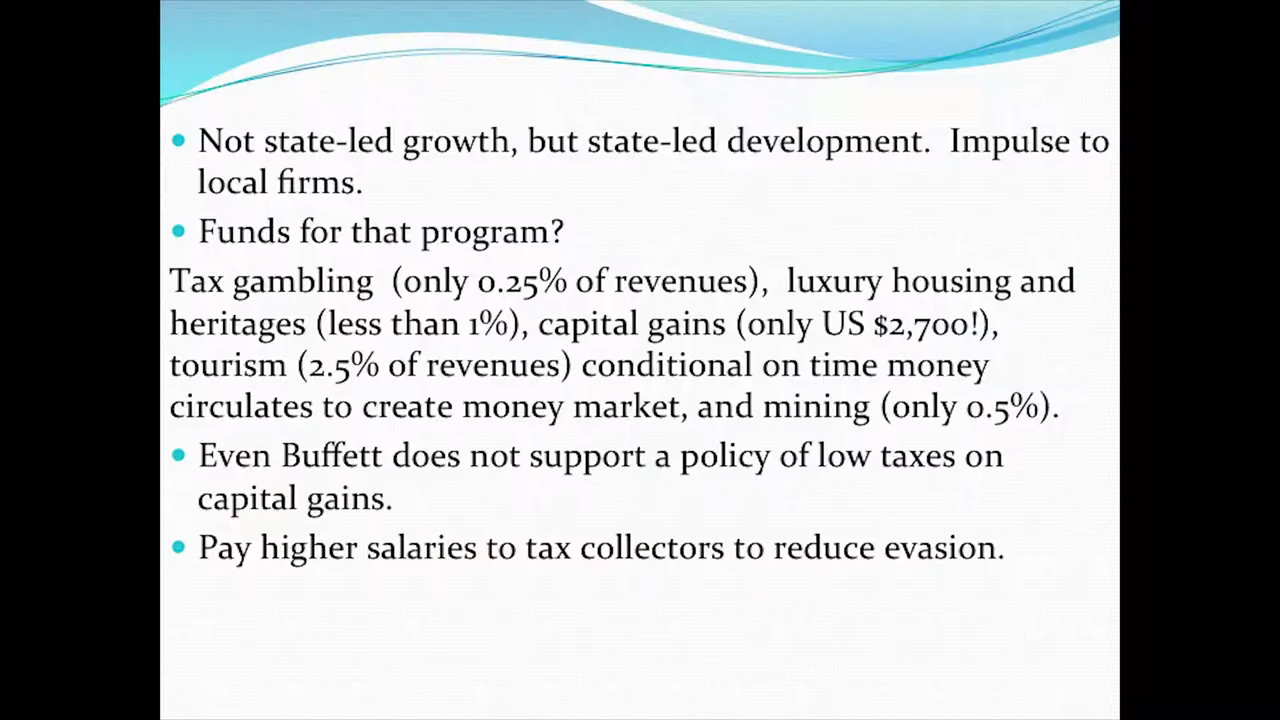 Not state-led growth, but state-led development.  Impulse to
local firms.
Funds for that program?
Tax gambling  (only 0.25% of revenues),  luxury housing and
heritages (less than 1%), capital gains (only US $2,700!),
tourism (2.5% of revenues) conditional on time money
circulates to create money market, and mining (only 0.5%).
Even Buffett does not support a policy of low taxes on
capital gains.
Pay higher salaries to tax collectors to reduce evasion.